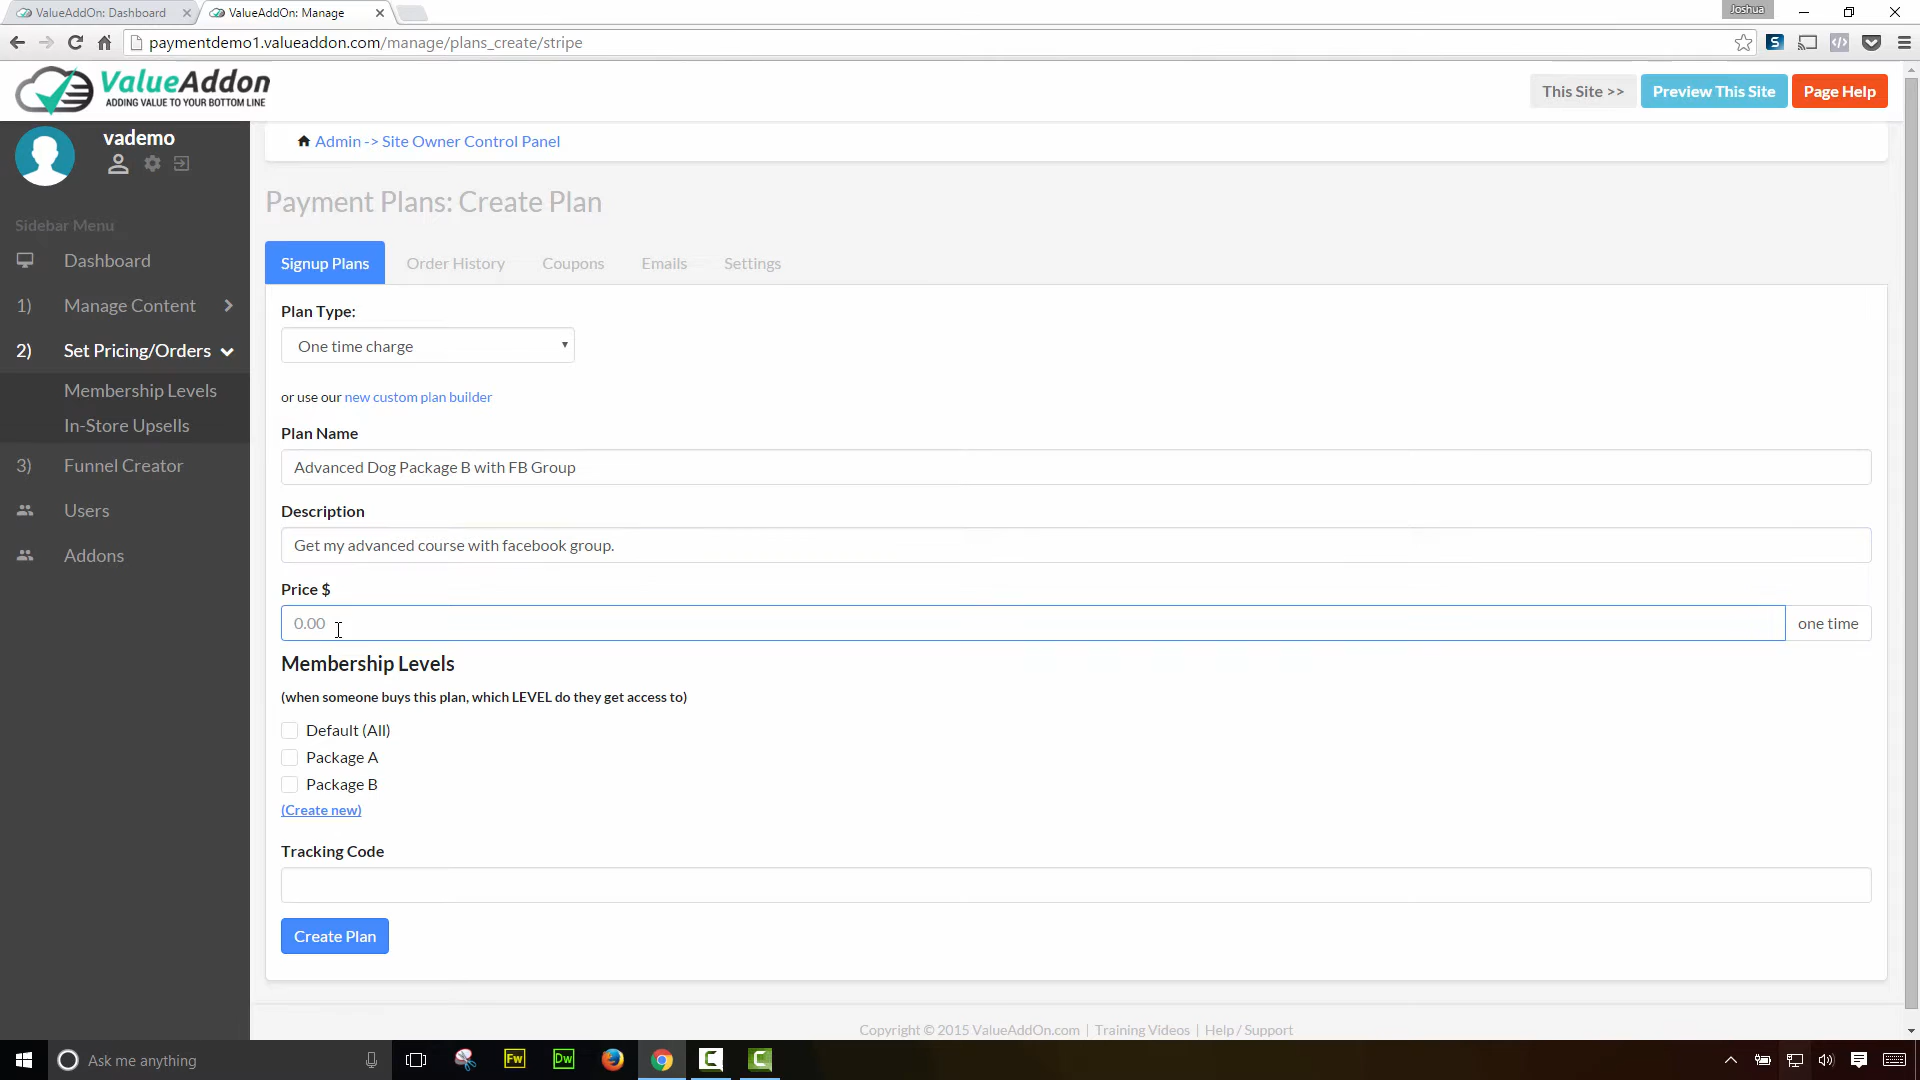 ValueAddOn: Dashboard
ValueAddOn: Manage
Joshua
paymentdemo1.valueaddon.com/manage/plans_create/stripe
ValueAddon
ADDING VALUE TO YOUR BOTTOM LINE
This Site >>
Preview This Site
Page Help
vademo
Admin -> Site Owner Control Panel
Payment Plans: Create Plan
Sidebar Menu
Dashboard
1) Manage Content
2) Set Pricing/Orders
Membership Levels
In-Store Upsells
3) Funnel Creator
Users
Addons
Signup Plans
Order History
Coupons
Emails
Settings
Plan Type:
One time charge
or use our new custom plan builder
Plan Name
Advanced Dog Package B with FB Group
Description
Get my advanced course with facebook group.
Price $
0.00
one time
Membership Levels
(when someone buys this plan, which LEVEL do they get access to)
Default (All)
Package A
Package B
(Create new)
Tracking Code
Create Plan
Copyright © 2015 ValueAddOn.com | Training Videos | Help / Support
Ask me anything
Fw
Dw